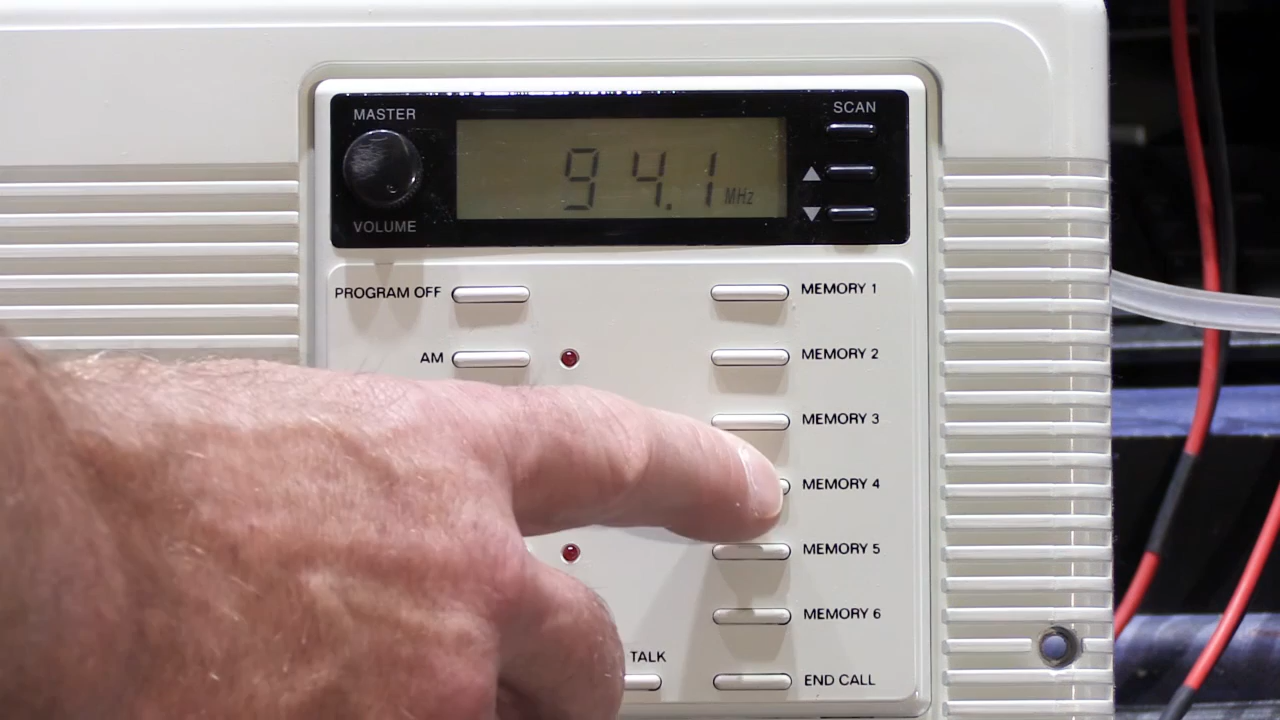 MASTER
SCAN
94.1 MHz
VOLUME
PROGRAM OFF
MEMORY 1
AM
MEMORY 2
MEMORY 3
MEMORY 4
MEMORY 5
MEMORY 6
TALK
END CALL